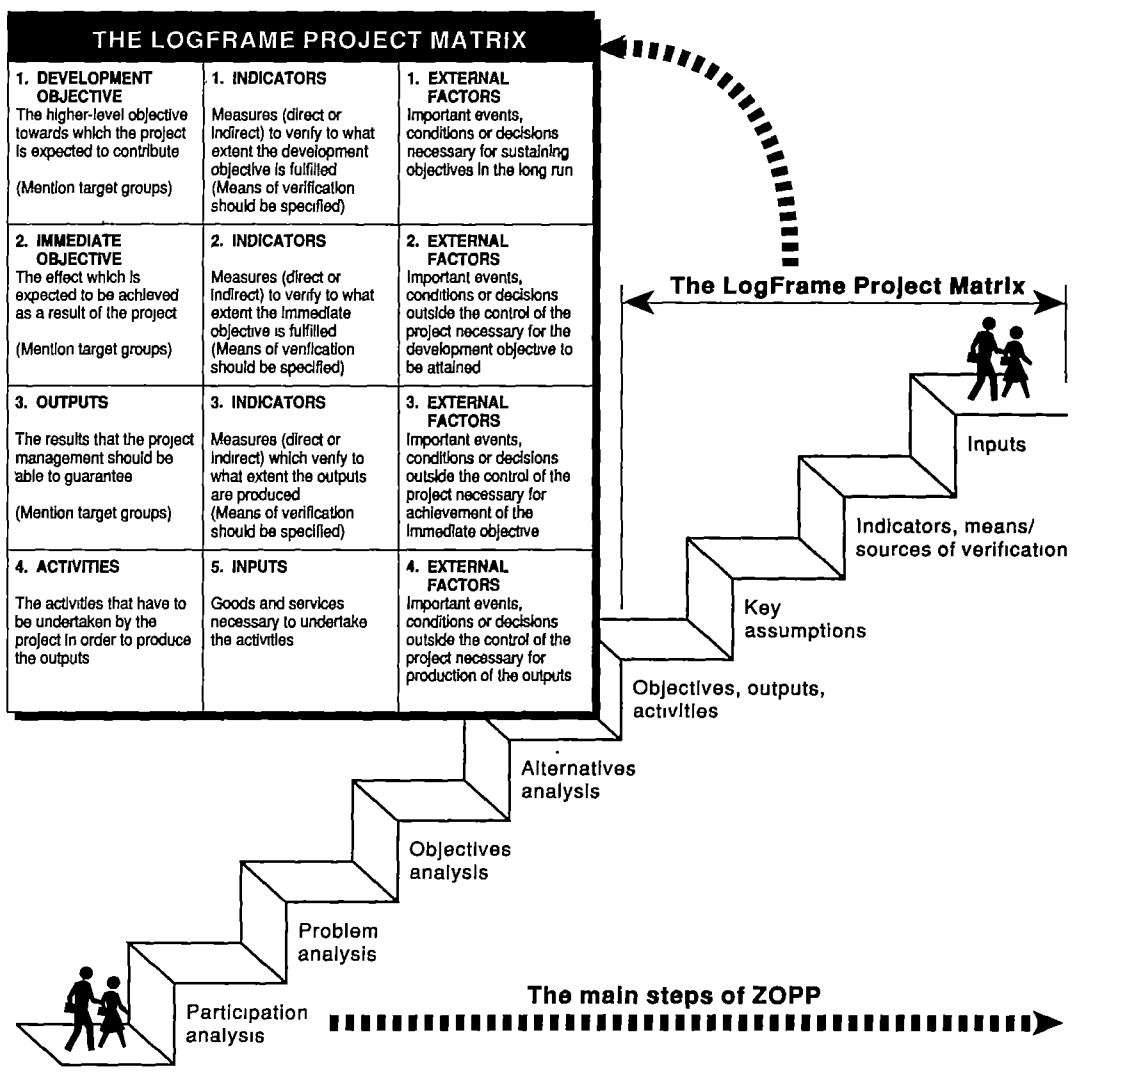 THE LOGFRAME PROJECT MATRIX
1. DEVELOPMENT
OBJECTIVE
The higher-level objective
towards which the project
is expected to contribute
(Mention target groups)
1. INDICATORS
Measures (direct or
indirect) to verify to what
extent the development
objective is fulfilled
(Means of verification
should be specified)
1. EXTERNAL
FACTORS
Important events,
conditions or decisions
necessary for sustaining
objectives in the long run
2. IMMEDIATE
OBJECTIVE
The effect which is
expected to be achieved
as a result of the project
(Mention target groups)
2. INDICATORS
Measures (direct or
indirect) to verify to what
extent the immediate
objective is fulfilled
(Means of verification
should be specified)
2. EXTERNAL
FACTORS
Important events,
conditions or decisions
outside the control of the
project necessary for the
development objective to
be attained
3. OUTPUTS
The results that the project
management should be
able to guarantee
(Mention target groups)
3. INDICATORS
Measures (direct or
indirect) which verify to
what extent the outputs
are produced
(Means of verification
should be specified)
3. EXTERNAL
FACTORS
Important events,
conditions or decisions
outside the control of the
project necessary for
achievement of the
immediate objective
4. ACTIVITIES
The activities that have to
be undertaken by the
project in order to produce
the outputs
5. INPUTS
Goods and services
necessary to undertake
the activities
4. EXTERNAL
FACTORS
Important events,
conditions or decisions
outside the control of the
project necessary for
production of the outputs
The LogFrame Project Matrix
Inputs
Indicators, means/
sources of verification
Key
assumptions
Objectives, outputs,
activities
Alternatives
analysis
Objectives
analysis
Problem
analysis
Participation
analysis
The main steps of ZOPP